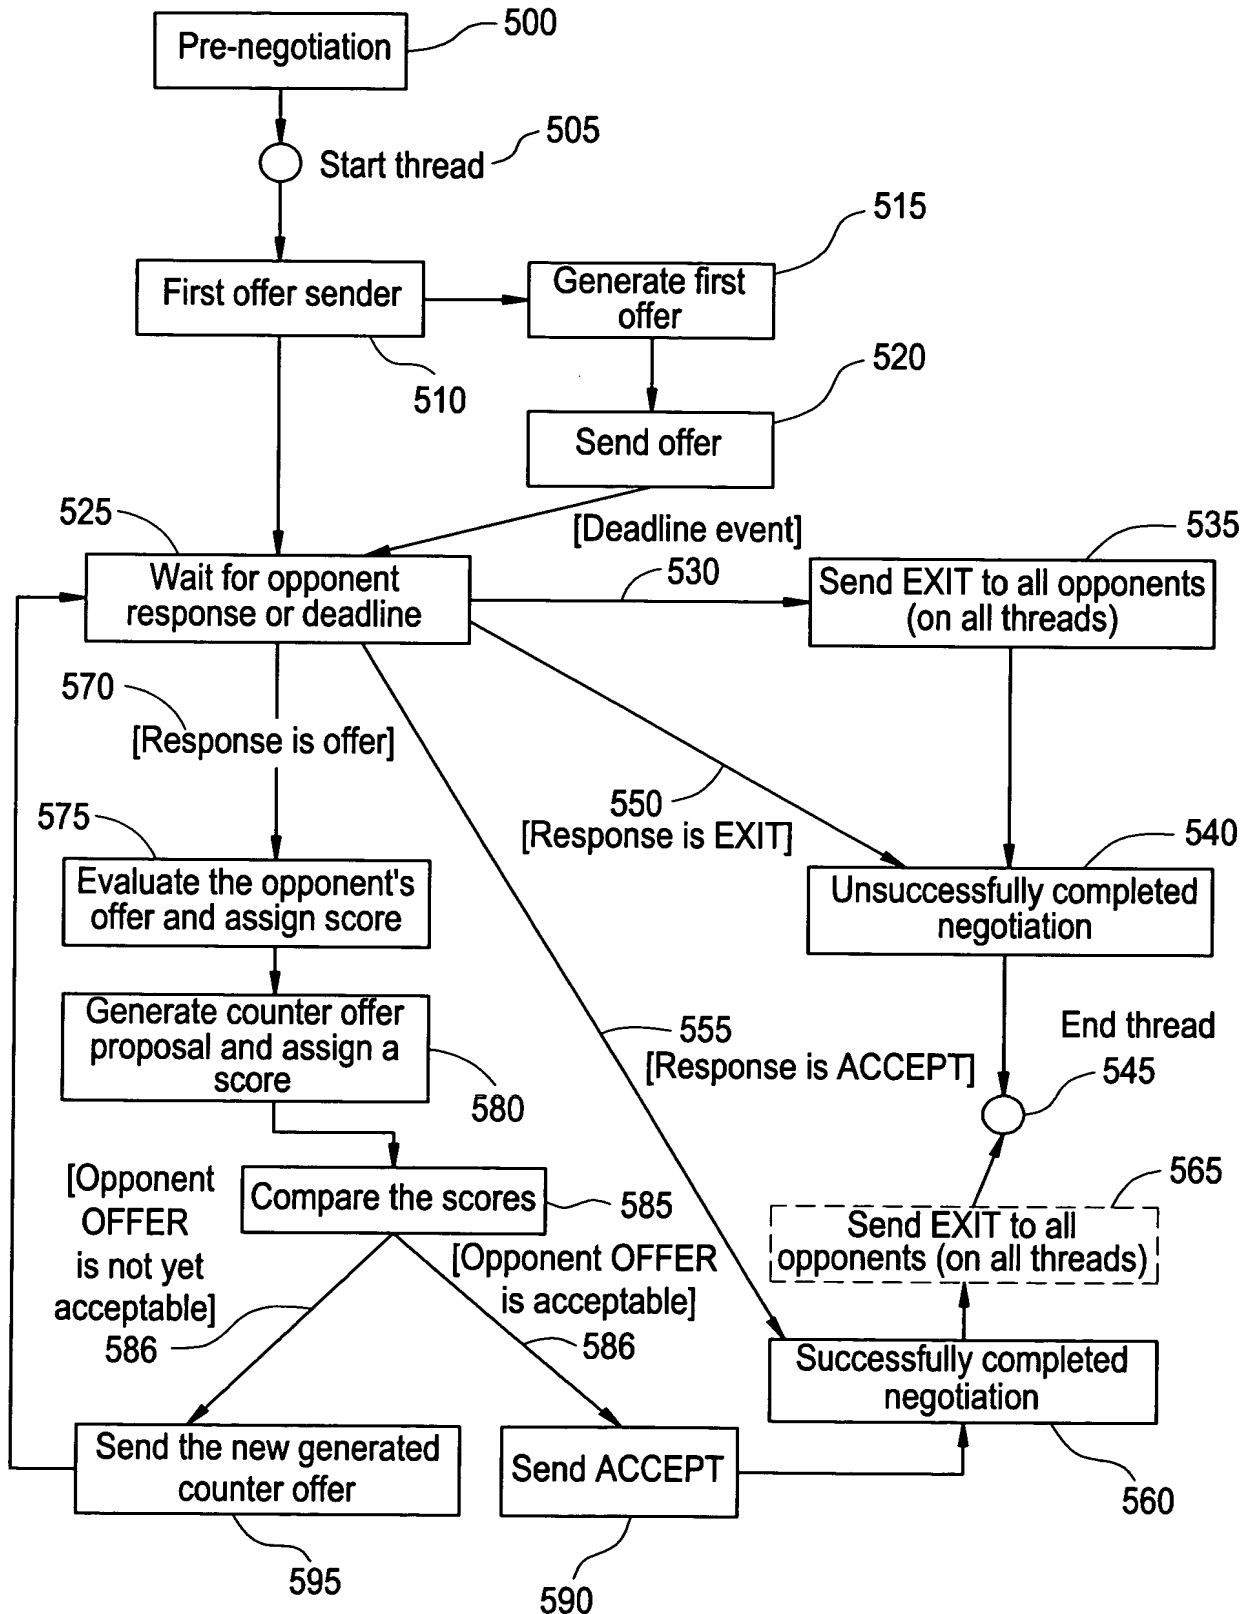 Pre-negotiation
500
Start thread
505
515
First offer sender
Generate first
offer
510
520
Send offer
525
[Deadline event]
530
535
Wait for opponent
response or deadline
Send EXIT to all opponents
(on all threads)
570
[Response is offer]
550
[Response is EXIT]
575
540
Evaluate the opponent's
offer and assign score
Unsuccessfully completed
negotiation
Generate counter offer
proposal and assign a
score
580
555
[Response is ACCEPT]
End thread
545
[Opponent
OFFER
is not yet
acceptable]
586
Compare the scores
585
[Opponent OFFER
is acceptable]
586
565
Send EXIT to all
opponents (on all threads)
Successfully completed
negotiation
560
Send the new generated
counter offer
595
Send ACCEPT
590